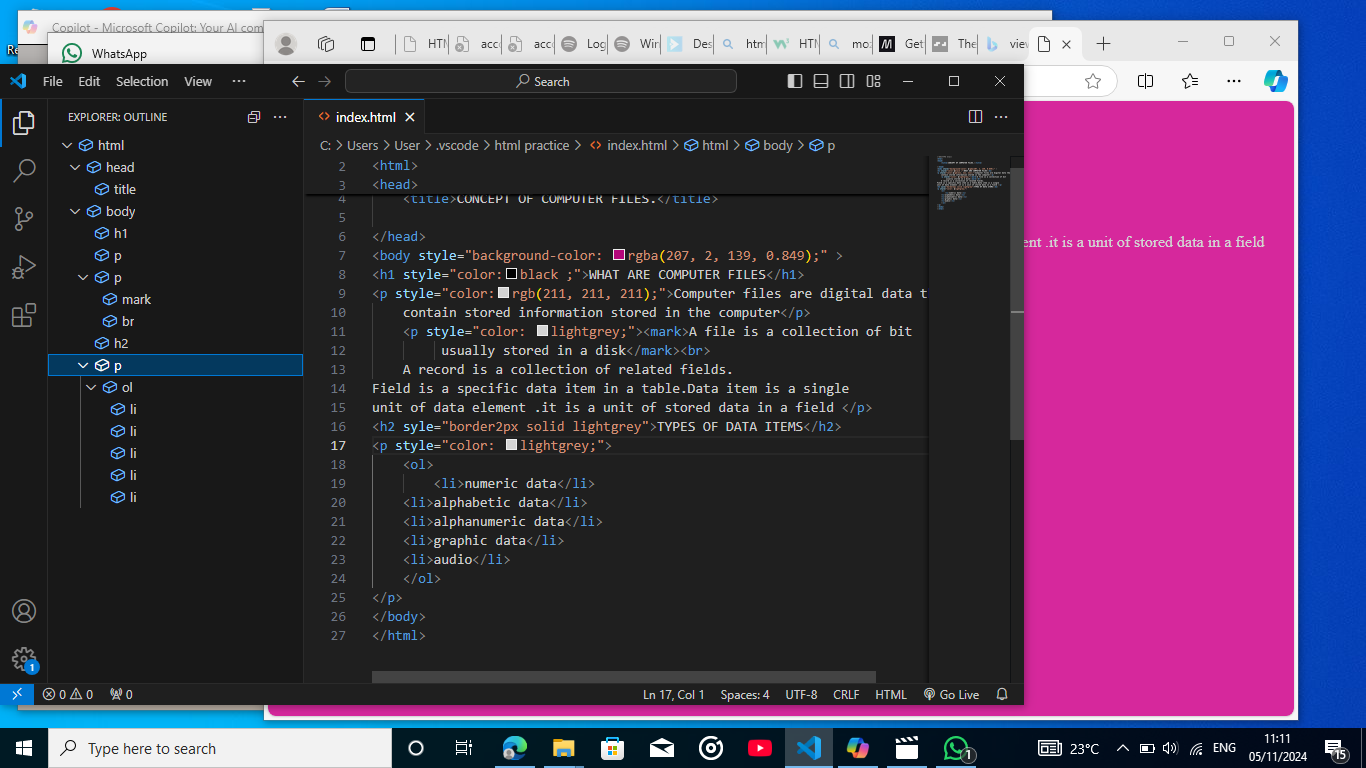 Copilot - Microsoft Copilot: Your AI com
Re
WhatsApp
HTM
acc
acc
Log
Win
Des
htm
HTM
mo:
Get
The
view
File Edit Selection View ···
Search
EXPLORER: OUTLINE
html
head
title
body
h1
p
p
mark
br
h2
p
ol
li
li
li
li
li
index.html
C: > Users > User > .vscode > html practice > index.html > html > body > p
2 <html>
3 <head>
4 <title>CONCEPT OF COMPUTER FILES.</title>
5
6 </head>
7 <body style="background-color: rgba(207, 2, 139, 0.849);" >
8 <h1 style="color:black ;">WHAT ARE COMPUTER FILES</h1>
9 <p style="color:rgb(211, 211, 211);">Computer files are digital data t
10 contain stored information stored in the computer</p>
11 <p style="color: lightgrey;"><mark>A file is a collection of bit
12 usually stored in a disk</mark><br>
13 A record is a collection of related fields.
14 Field is a specific data item in a table.Data item is a single
15 unit of data element .it is a unit of stored data in a field </p>
16 <h2 syle="border2px solid lightgrey">TYPES OF DATA ITEMS</h2>
17 <p style="color: lightgrey;">
18 <ol>
19 <li>numeric data</li>
20 <li>alphabetic data</li>
21 <li>alphanumeric data</li>
22 <li>graphic data</li>
23 <li>audio</li>
24 </ol>
25 </p>
26 </body>
27 </html>
ent .it is a unit of stored data in a field
1
0 0 0 Ln 17, Col 1 Spaces: 4 UTF-8 CRLF HTML Go Live
Type here to search
1
23°C
ENG
11:11
05/11/2024
15